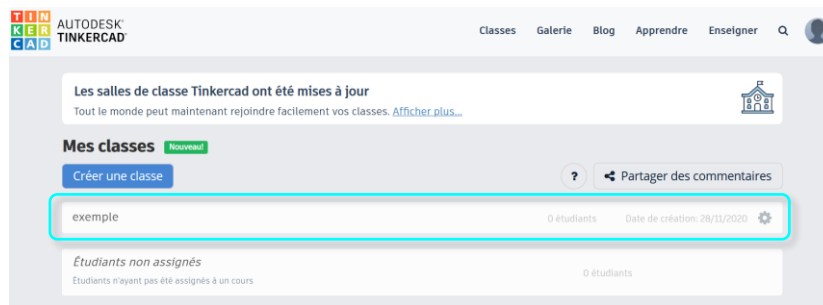 TIN
KER
CAD
AUTODESK®
TINKERCAD™
Classes Galerie Blog Apprendre Enseigner
Les salles de classe Tinkercad ont été mises à jour
Tout le monde peut maintenant rejoindre facilement vos classes. Afficher plus...
Mes classes Nouveau!
Créer une classe ? Partager des commentaires
exemple 0 étudiants Date de création: 28/11/2020
Étudiants non assignés 0 étudiants
Étudiants n'ayant pas été assignés à un cours